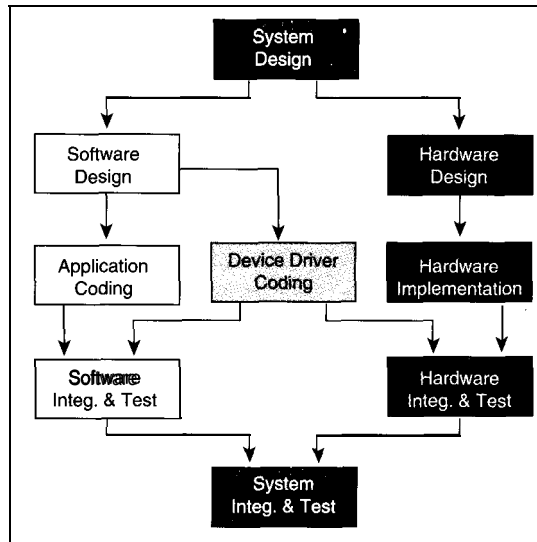 System
Design
Software
Design
Hardware
Design
Application
Coding
Device Driver
Coding
Hardware
Implementation
Software
Integ. & Test
Hardware
Integ. & Test
System
Integ. & Test